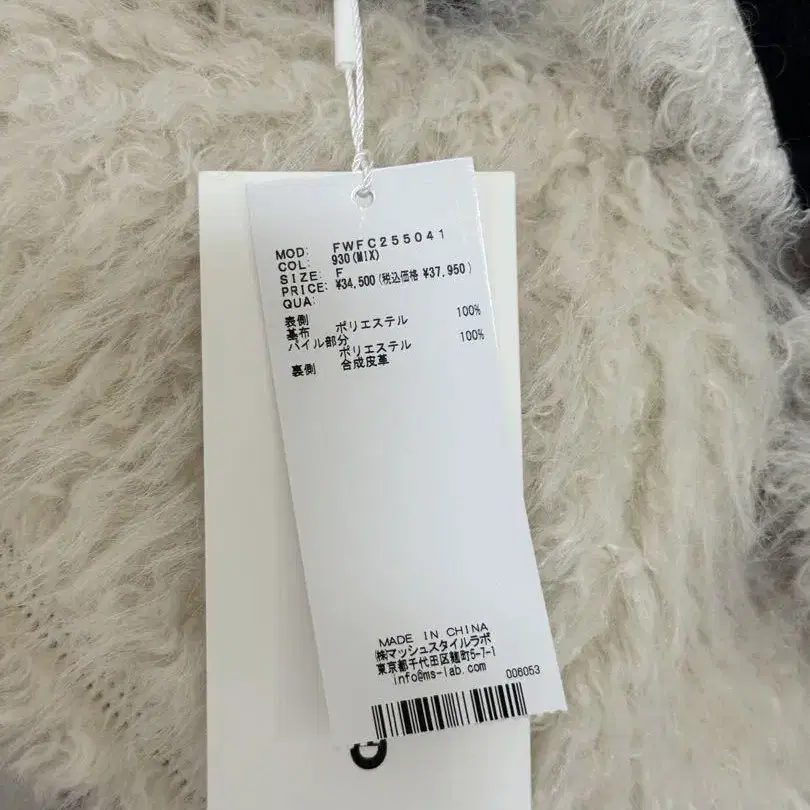 MOD: FWFC255041
COL: 930(MIX)
SIZE: F
PRICE: ¥34,500(税込価格 ¥37,950)
QUA:
表側
基布 ポリエステル 100%
パイル部分
ポリエステル 100%
裏側 合成皮革
MADE IN CHINA
㈱マッシュスタイルラボ
東京都千代田区麹町5-7-1
info@ms-lab.com
006053